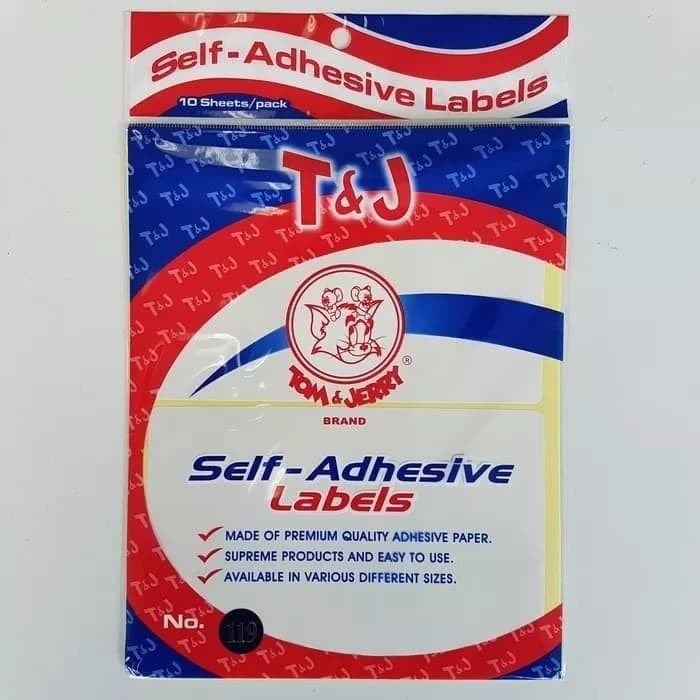 Self-Adhesive Labels
10 Sheets/pack
T&J
TOM & JERRY ®
BRAND
Self-Adhesive
Labels
✓ MADE OF PREMIUM QUALITY ADHESIVE PAPER.
✓ SUPREME PRODUCTS AND EASY TO USE.
✓ AVAILABLE IN VARIOUS DIFFERENT SIZES.
No. 119